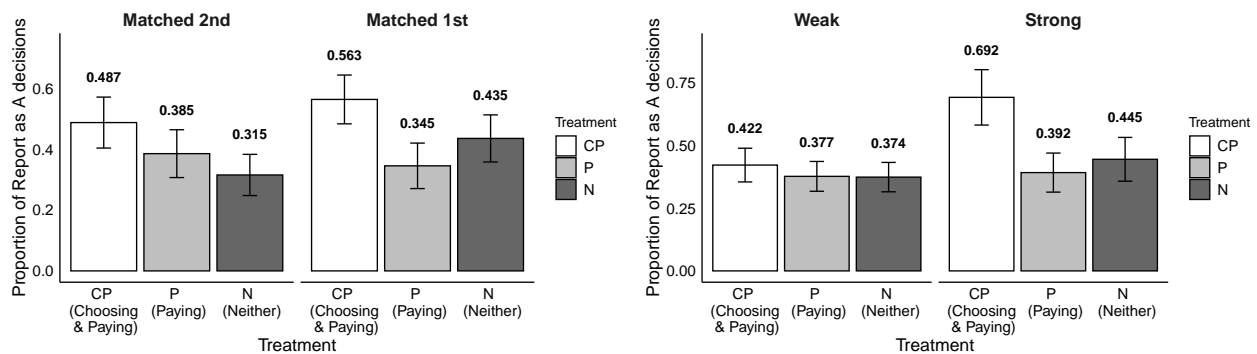 Matched 2nd
Matched 1st
Proportion of Report as A decisions
0.6
0.4
0.2
0.0
0.487
0.385
0.315
0.563
0.345
0.435
CP
(Choosing
& Paying)
P
(Paying)
N
(Neither)
CP
(Choosing
& Paying)
P
(Paying)
N
(Neither)
Treatment
Treatment
CP
P
N
Weak
Strong
Proportion of Report as A decisions
0.75
0.50
0.25
0.00
0.422
0.377
0.374
0.692
0.392
0.445
CP
(Choosing
& Paying)
P
(Paying)
N
(Neither)
CP
(Choosing
& Paying)
P
(Paying)
N
(Neither)
Treatment
Treatment
CP
P
N